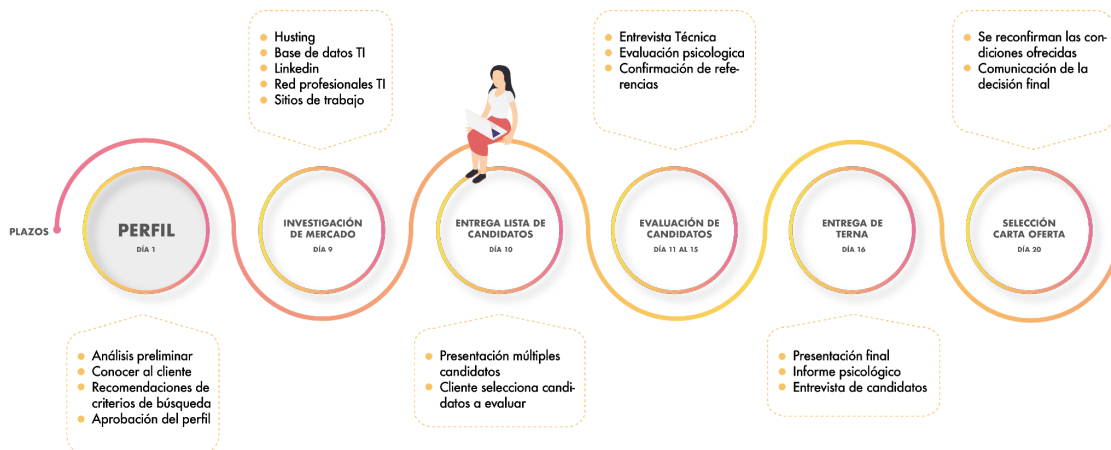 PLAZOS
PERFIL
DÍA 1
Análisis preliminar
Conocer al cliente
Recomendaciones de
criterios de búsqueda
Aprobación del perfil
Husting
Base de datos TI
Linkedin
Red profesionales TI
Sitios de trabajo
INVESTIGACIÓN
DE MERCADO
DÍA 9
ENTREGA LISTA DE
CANDIDATOS
DÍA 10
Presentación múltiples
candidatos
Cliente selecciona candi-
datos a evaluar
Entrevista Técnica
Evaluación psicologica
Confirmación de refe-
rencias
EVALUACIÓN DE
CANDIDATOS
DÍA 11 AL 15
ENTREGA DE
TERNA
DÍA 16
Presentación final
Informe psicológico
Entrevista de candidatos
Se reconfirman las con-
diciones ofrecidas
Comunicación de la
decisión final
SELECCIÓN
CARTA OFERTA
DÍA 20